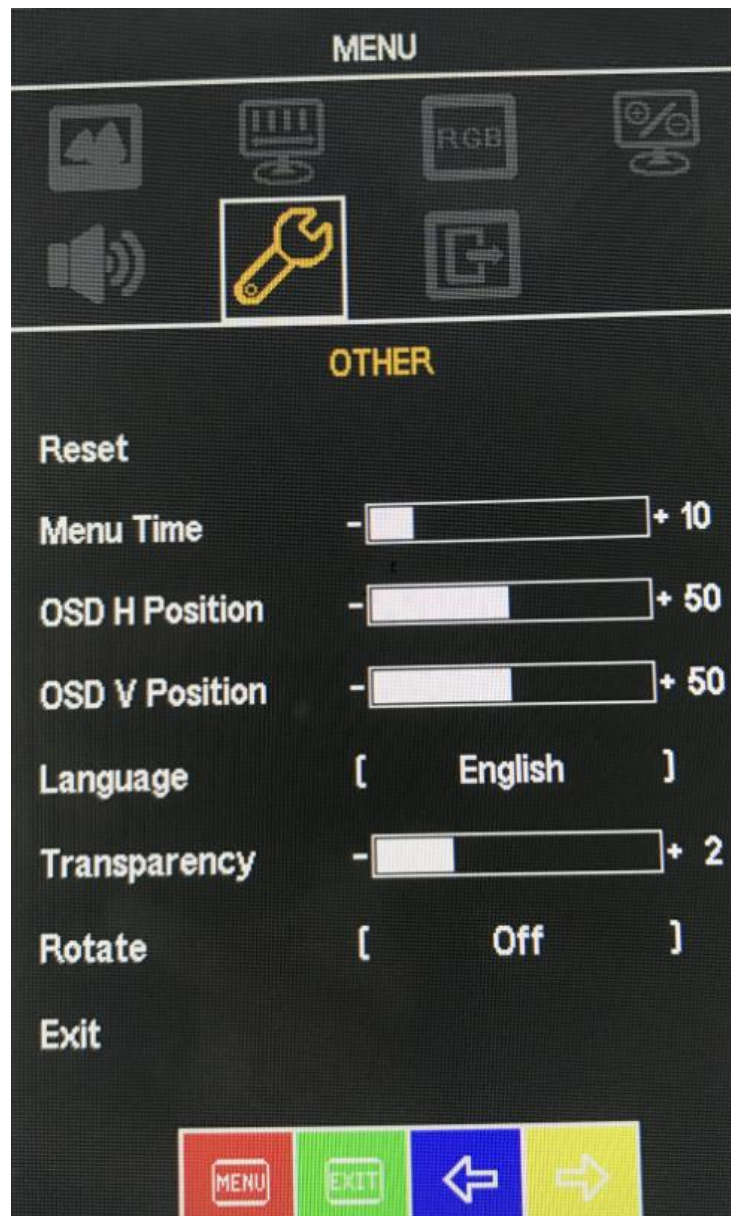 MENU
RGB
OTHER
Reset
Menu Time - + 10
OSD H Position - + 50
OSD V Position - + 50
Language [ English ]
Transparency - + 2
Rotate [ Off ]
Exit
MENU EXIT